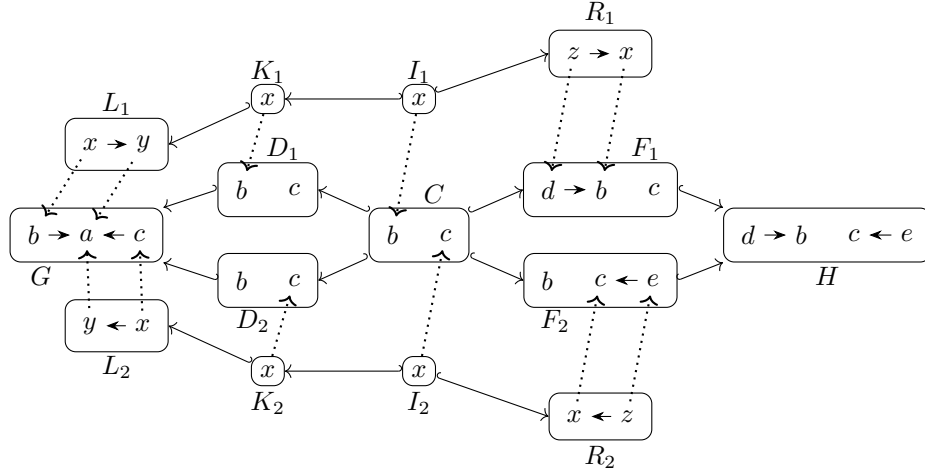 R₁
z → x
K₁ I₁
x x
L₁
x → y
D₁ F₁
b c d → b c
C
b → a ← c b c d → b c ← e
G H
b c b c ← e
D₂ F₂
y ← x
L₂
x x
K₂ I₂
x ← z
R₂